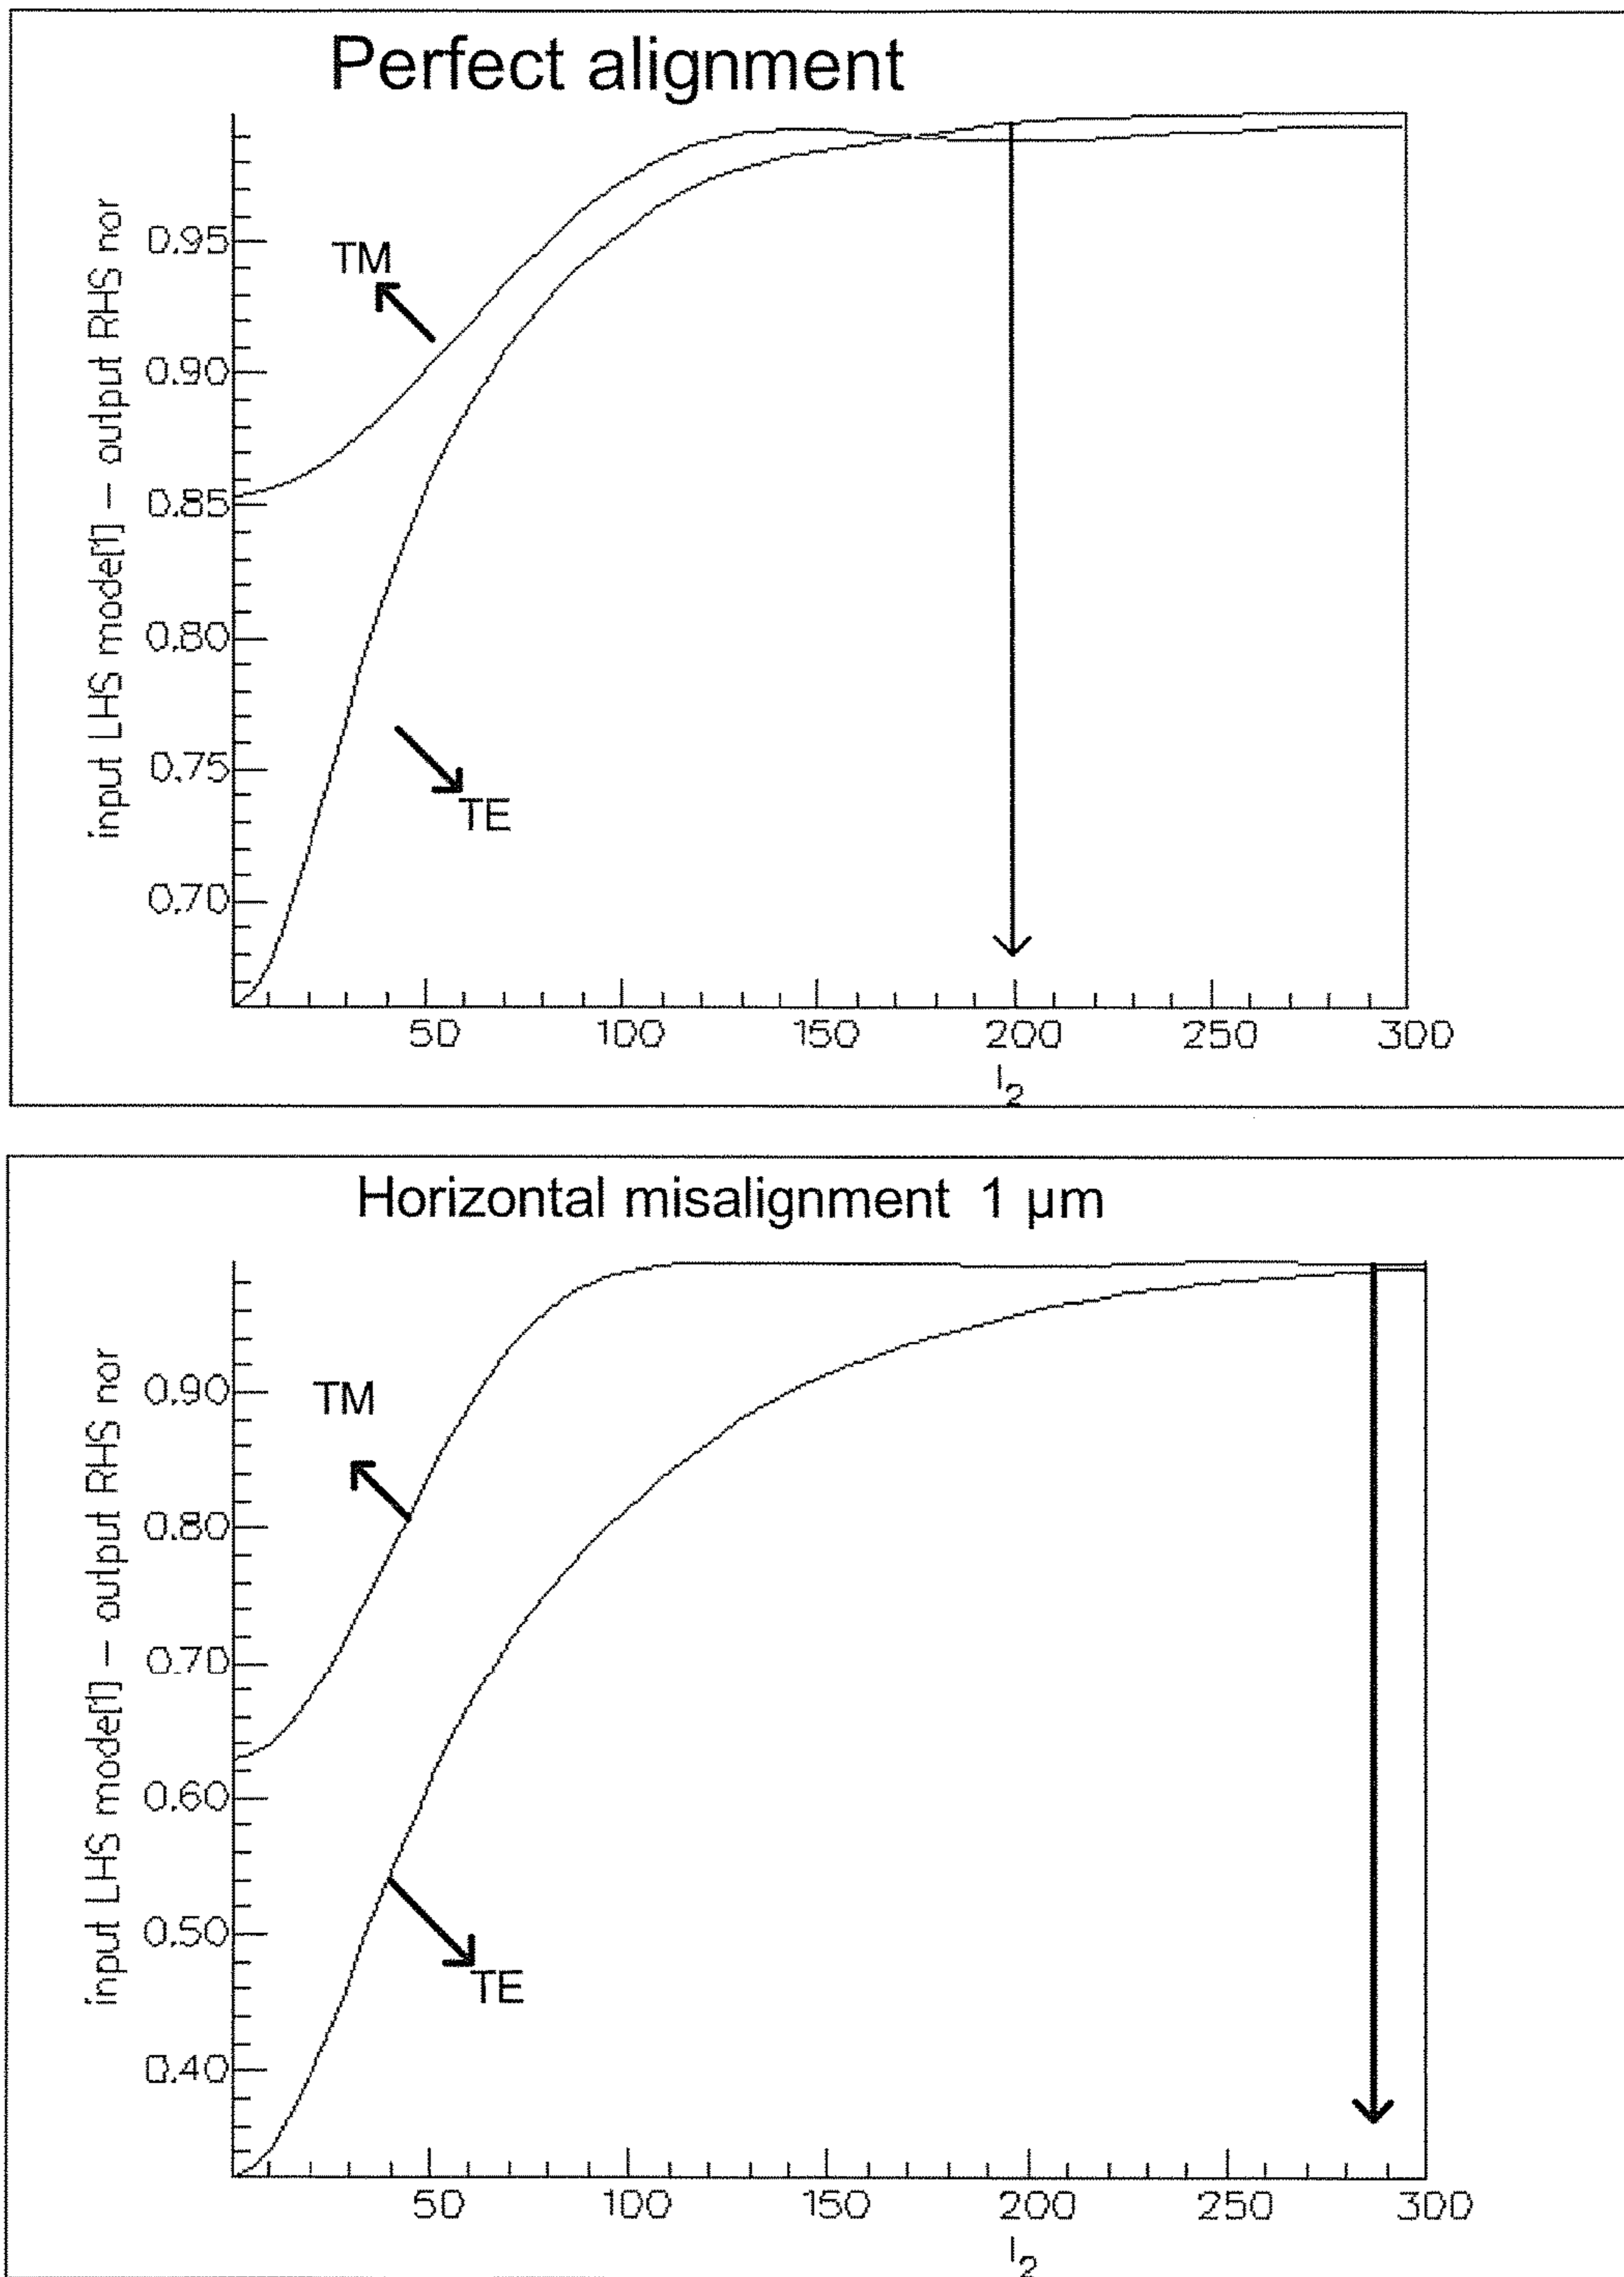 Perfect alignment
input LHS mode[1] – output RHS nor
0.95
0.90
0.85
0.80
0.75
0.70
TM
TE
50 100 150 200 250 300
l2
Horizontal misalignment 1 µm
input LHS mode[1] – output RHS nor
0.90
0.80
0.70
0.60
0.50
0.40
TM
TE
50 100 150 200 250 300
l2